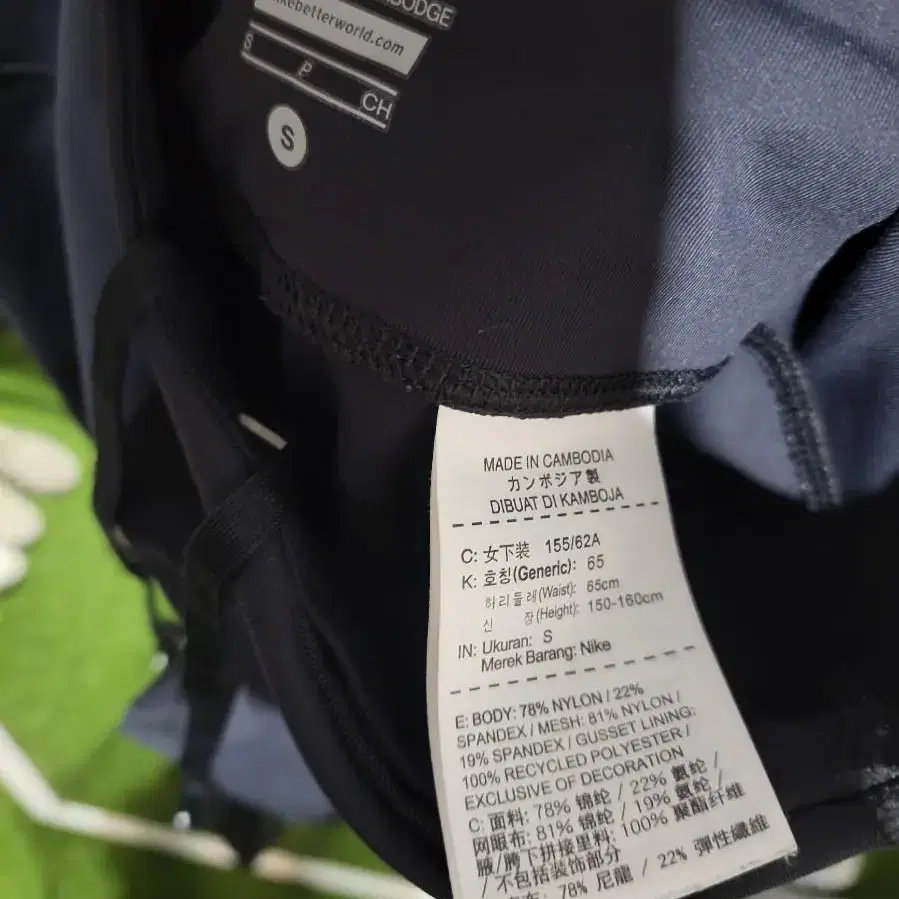 BODGE
kebetterworld.com
S P CH
S
MADE IN CAMBODIA
カンボジア製
DIBUAT DI KAMBOJA
C: 女下装 155/62A
K: 호칭(Generic): 65
허리둘레(Waist): 65cm
신 장(Height): 150-160cm
IN: Ukuran: S
Merek Barang: Nike
E: BODY: 78% NYLON / 22%
SPANDEX / MESH: 81% NYLON /
19% SPANDEX / GUSSET LINING:
100% RECYCLED POLYESTER /
EXCLUSIVE OF DECORATION
C: 面料: 78% 锦纶 / 22% 氨纶 /
网眼布: 81% 锦纶 / 19% 氨纶 /
腋/胯下拼接里料: 100% 聚酯纤维
/ 不包括装饰部分
78% 尼龍 / 22% 彈性纖維